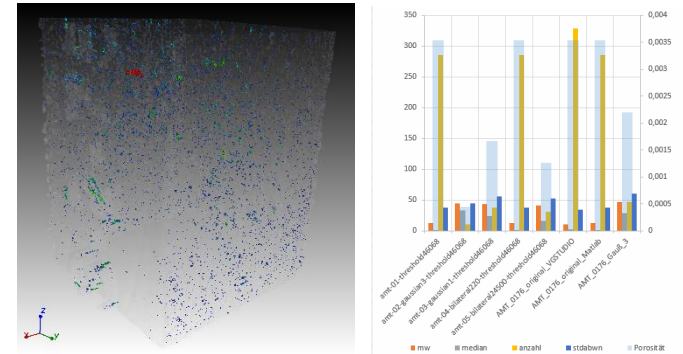 z
x
y
350
300
250
200
150
100
50
0
0,004
0,0035
0,003
0,0025
0,002
0,0015
0,001
0,0005
0
amt-01-threshold46068
amt-02-gaussian3-threshold46068
amt-03-gaussian1-threshold46068
amt-04-bilateral220-threshold46068
amt-05-bilateral24500-threshold46068
AMT_0176_original_VGSTUDIO
AMT_0176_original_Matlab
AMT_0176_Gauß_3
mw median anzahl stdabwn Porosität